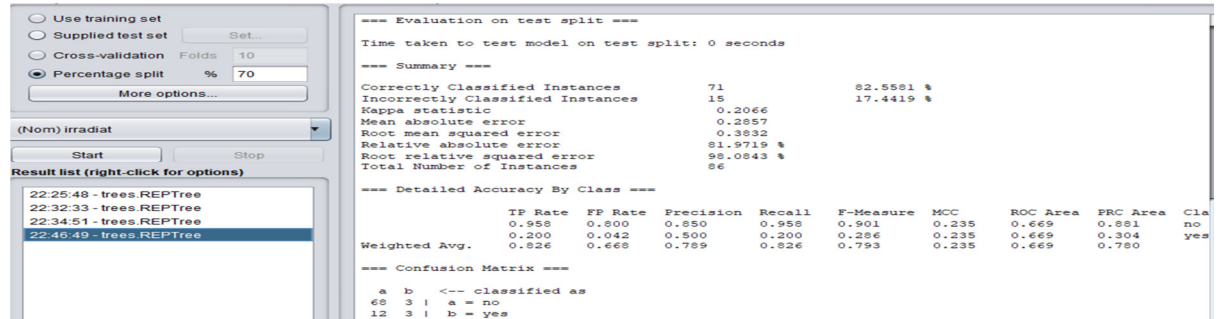 Use training set
Supplied test set Set...
Cross-validation Folds 10
Percentage split % 70
More options...
(Nom) irradiat
Start Stop
Result list (right-click for options)
22:25:48 - trees.REPTree
22:32:33 - trees.REPTree
22:34:51 - trees.REPTree
22:46:49 - trees.REPTree
=== Evaluation on test split ===
Time taken to test model on test split: 0 seconds
=== Summary ===
Correctly Classified Instances 71 82.5581 %
Incorrectly Classified Instances 15 17.4419 %
Kappa statistic 0.2066
Mean absolute error 0.2857
Root mean squared error 0.3832
Relative absolute error 81.9719 %
Root relative squared error 98.0843 %
Total Number of Instances 86
=== Detailed Accuracy By Class ===
TP Rate FP Rate Precision Recall F-Measure MCC ROC Area PRC Area Cla
0.958 0.800 0.850 0.958 0.901 0.235 0.669 0.881 no
0.200 0.042 0.500 0.200 0.286 0.235 0.669 0.304 yes
Weighted Avg. 0.826 0.668 0.789 0.826 0.793 0.235 0.669 0.780
=== Confusion Matrix ===
a b <-- classified as
68 3 | a = no
12 3 | b = yes